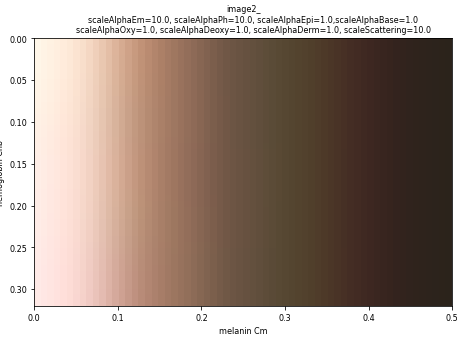 image2_
scaleAlphaEm=10.0, scaleAlphaPh=10.0, scaleAlphaEpi=1.0,scaleAlphaBase=1.0
scaleAlphaOxy=1.0, scaleAlphaDeoxy=1.0, scaleAlphaDerm=1.0, scaleScattering=10.0
0.00
0.05
0.10
0.15
0.20
0.25
0.30
0.0 0.1 0.2 0.3 0.4 0.5
melanin Cm